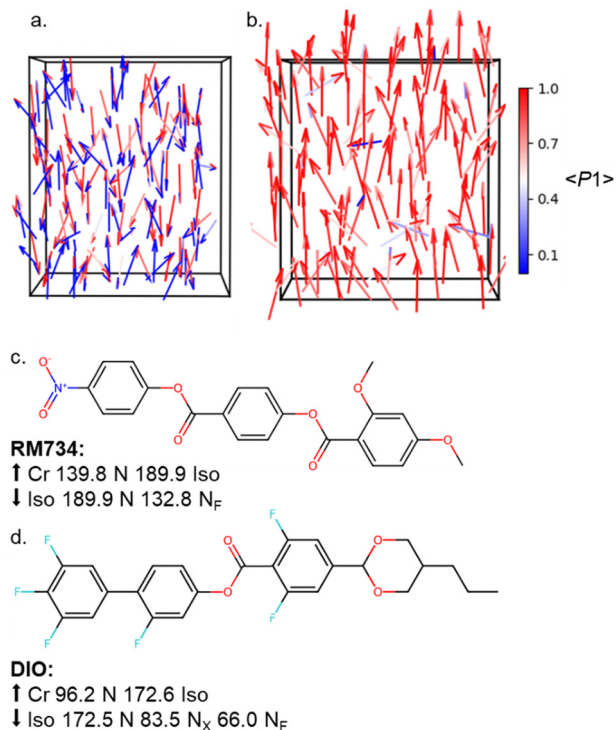 a.
b.
1.0
0.7
0.4
0.1
<P1>
c.
O-
N+
O
O
O
O
O
O
O
RM734:
⬆ Cr 139.8 N 189.9 Iso
⬇ Iso 189.9 N 132.8 NF
d.
F
F
F
F
O
O
F
F
O
O
DIO:
⬆ Cr 96.2 N 172.6 Iso
⬇ Iso 172.5 N 83.5 NX 66.0 NF